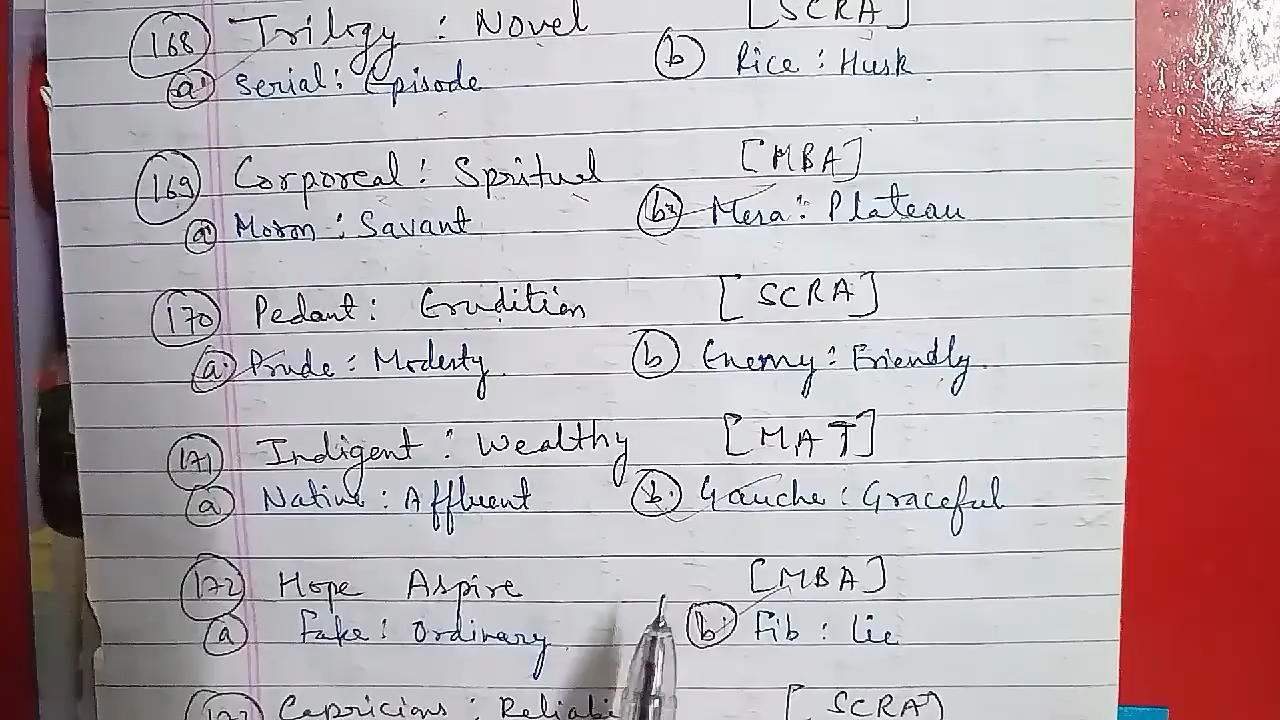 168 Trilogy : Novel [SCRA]
a Serial : Episode b Rice : Husk
169 Corporeal : Spritual [MBA]
a Moron : Savant b Mesa : Plateau
170 Pedant : Erudition [SCRA]
a Prude : Modesty. b Enemy : Friendly.
171 Indigent : Wealthy [MAT]
a Native : Affluent b. Gauche : Graceful
172 Hope Aspire [MBA]
a Fake : Ordinary b Fib : Lie
Capricious : [SCRA]